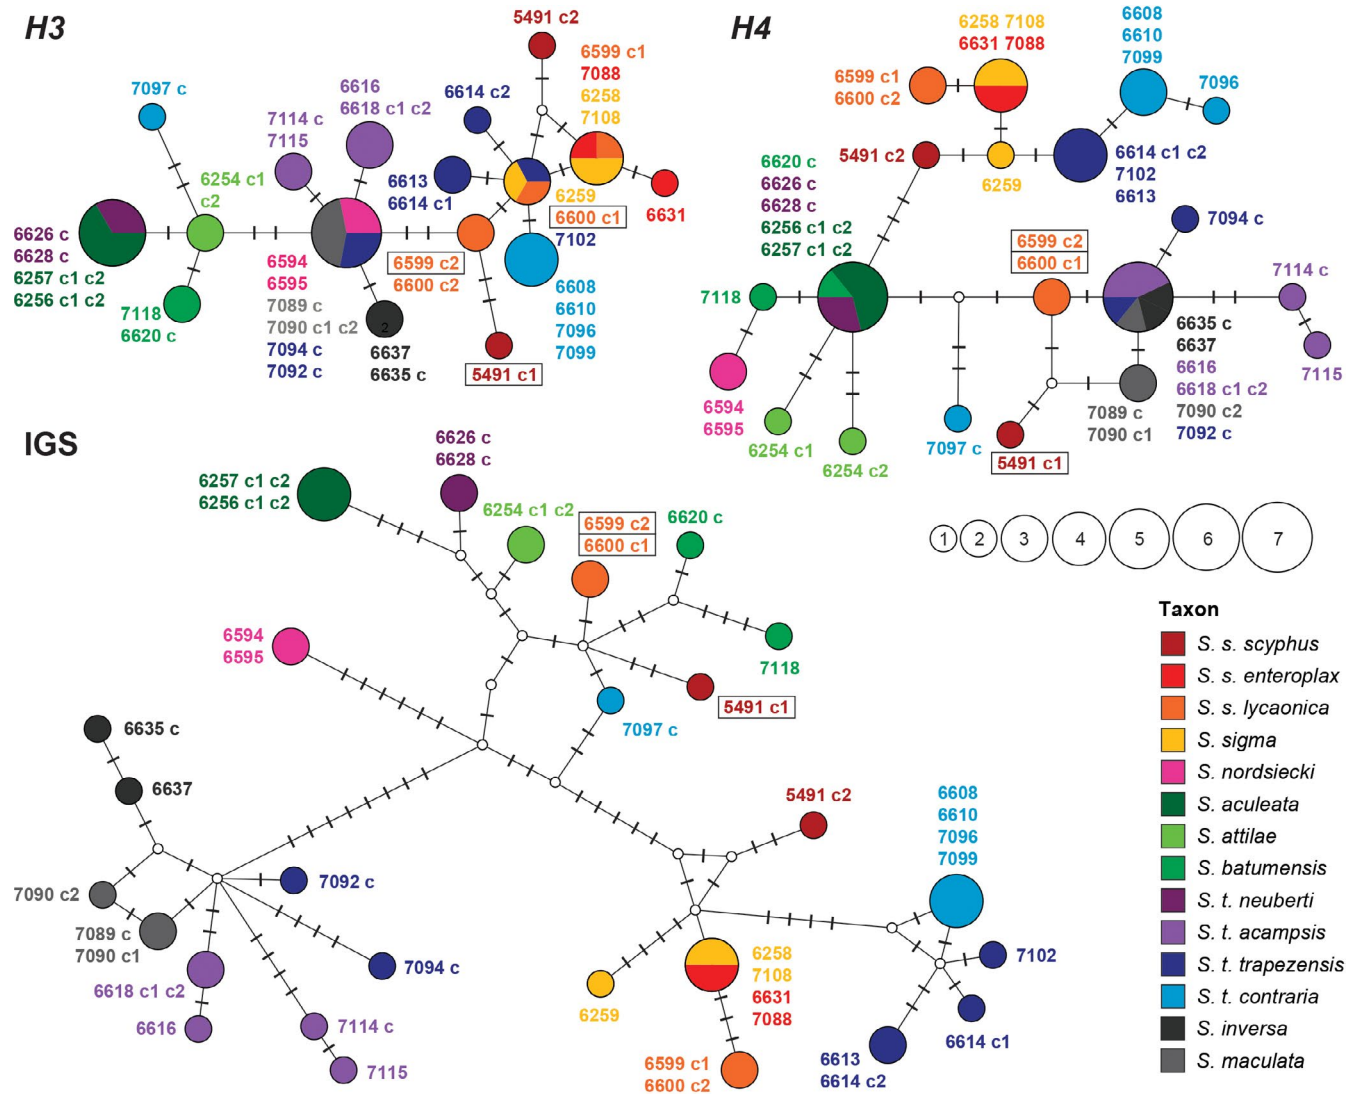 H3
5491 c2
6599 c1
7088
6258
7108
7097 c
6616
6618 c1 c2
7114 c
7115
6614 c2
6254 c1
c2
6613
6614 c1
6259
6600 c1
7102
6631
6626 c
6628 c
6257 c1 c2
6256 c1 c2
7118
6620 c
6594
6595
7089 c
7090 c1 c2
7094 c
7092 c
2
6637
6635 c
6599 c2
6600 c2
5491 c1
6608
6610
7096
7099
H4
6258 7108
6631 7088
6608
6610
7099
6599 c1
6600 c2
7096
5491 c2
6259
6614 c1 c2
7102
6613
6620 c
6626 c
6628 c
6256 c1 c2
6257 c1 c2
7094 c
6599 c2
6600 c1
7114 c
7118
6635 c
6637
6616
6618 c1 c2
7090 c2
7092 c
7115
6594
6595
6254 c1
6254 c2
7097 c
7089 c
7090 c1
5491 c1
IGS
6626 c
6628 c
6257 c1 c2
6256 c1 c2
6254 c1 c2
6599 c2
6600 c1
6620 c
6594
6595
7118
5491 c1
7097 c
6635 c
6637
5491 c2
6608
6610
7096
7099
7090 c2
7092 c
7089 c
7090 c1
7094 c
6618 c1 c2
6616
7114 c
7115
6259
6258
7108
6631
7088
7102
6614 c1
6613
6614 c2
6599 c1
6600 c2
1 2 3 4 5 6 7
Taxon
S. s. scyphus
S. s. enteroplax
S. s. lycaonica
S. sigma
S. nordsiecki
S. aculeata
S. attilae
S. batumensis
S. t. neuberti
S. t. acampsis
S. t. trapezensis
S. t. contraria
S. inversa
S. maculata